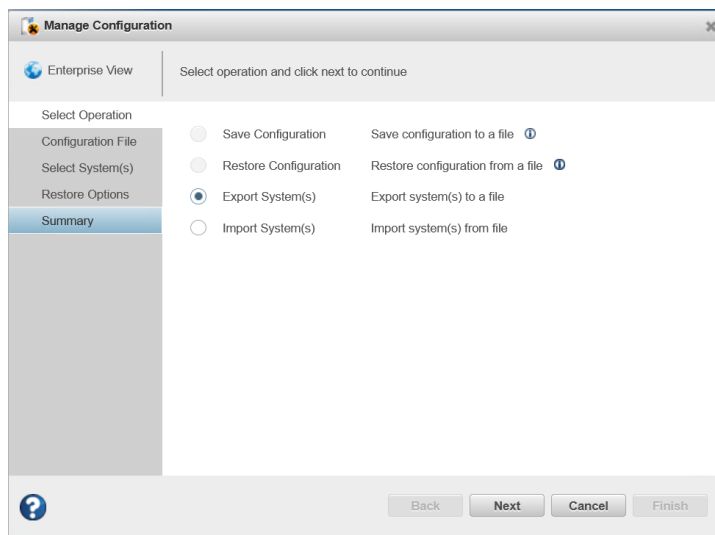 Manage Configuration
Enterprise View
Select operation and click next to continue
Select Operation
Configuration File
Select System(s)
Restore Options
Summary
Save Configuration Save configuration to a file
Restore Configuration Restore configuration from a file
Export System(s) Export system(s) to a file
Import System(s) Import system(s) from file
Back Next Cancel Finish